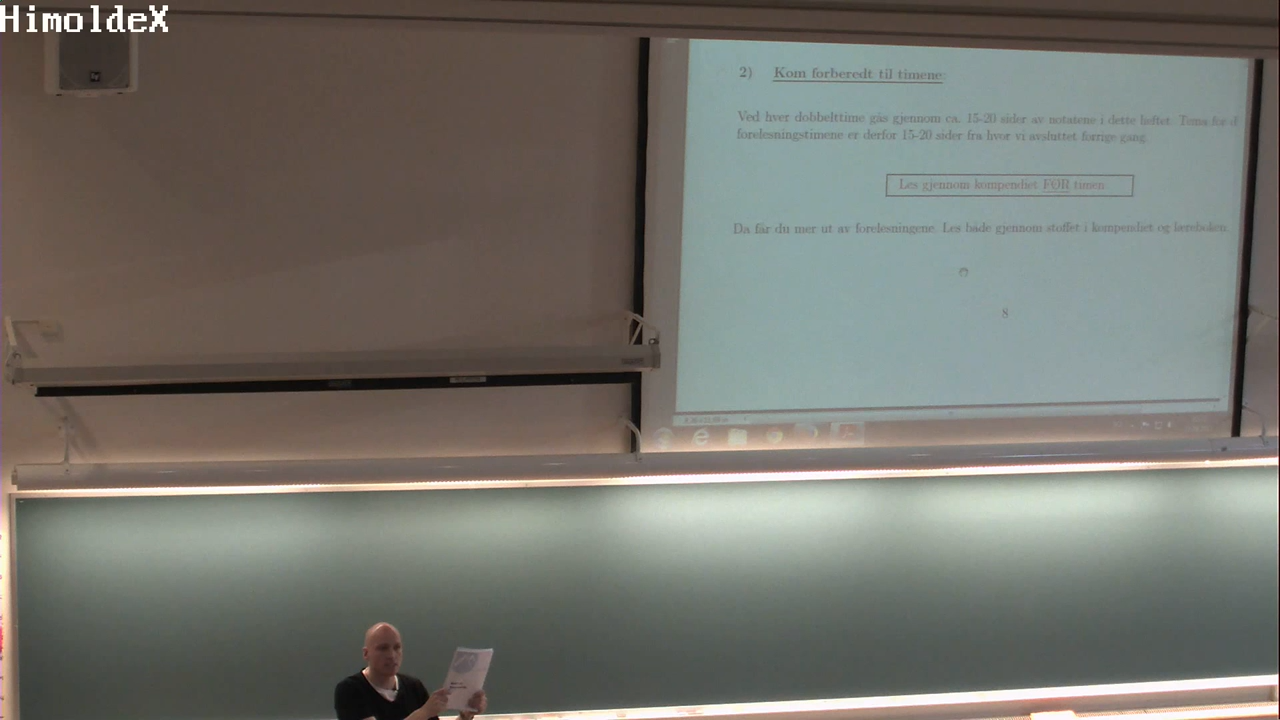 HimoldeX
2) Kom forberedt til timene:
Ved hver dobbelttime gås gjennom ca. 15-20 sider av notatene i dette heftet. Tema for d
forelesningstimene er derfor 15-20 sider fra hvor vi avsluttet forrige gang.
Les gjennom kompendiet FØR timen.
Da får du mer ut av forelesningene. Les både gjennom stoffet i kompendiet og læreboken.
8